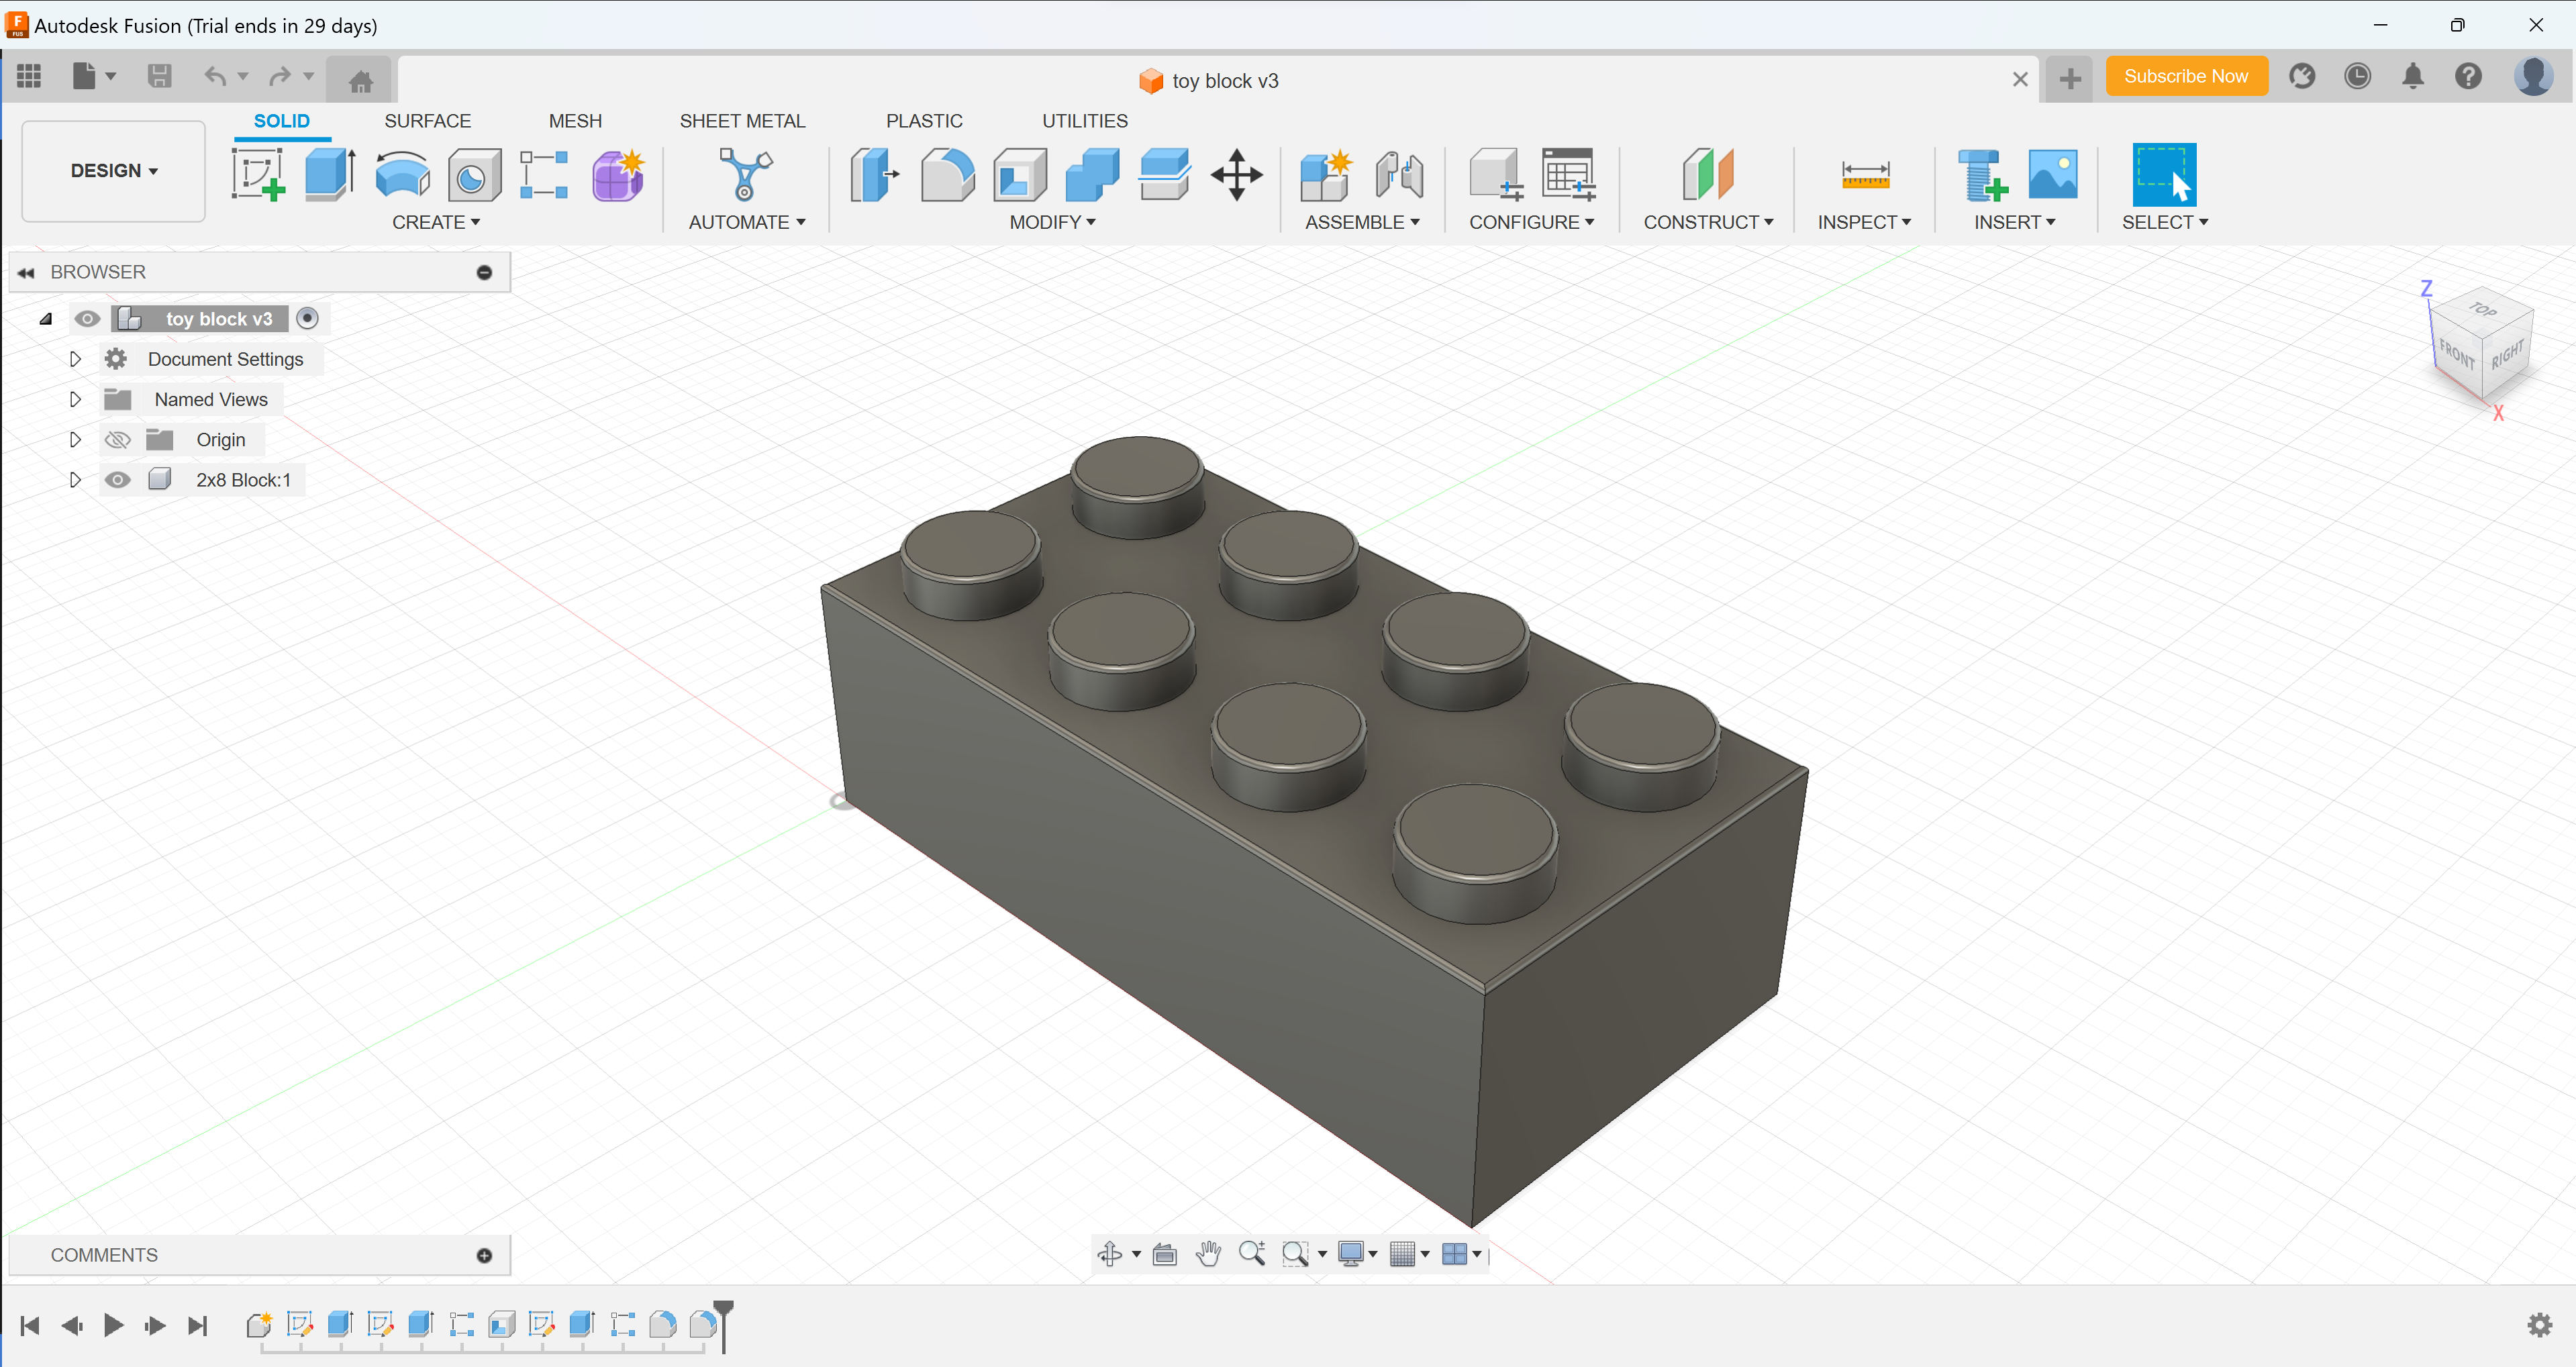 Autodesk Fusion (Trial ends in 29 days)
toy block v3
Subscribe Now
SOLID SURFACE MESH SHEET METAL PLASTIC UTILITIES
DESIGN
CREATE AUTOMATE MODIFY ASSEMBLE CONFIGURE CONSTRUCT INSPECT INSERT SELECT
BROWSER
toy block v3
Document Settings
Named Views
Origin
2x8 Block:1
Z
TOP
FRONT
RIGHT
X
COMMENTS